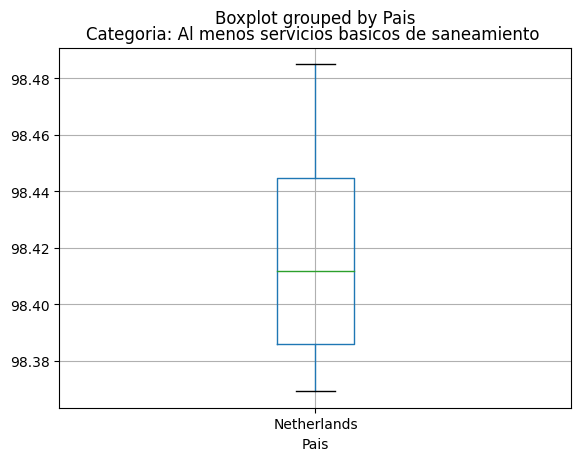 Boxplot grouped by Pais
Categoria: Al menos servicios basicos de saneamiento
98.48
98.46
98.44
98.42
98.40
98.38
Netherlands
Pais